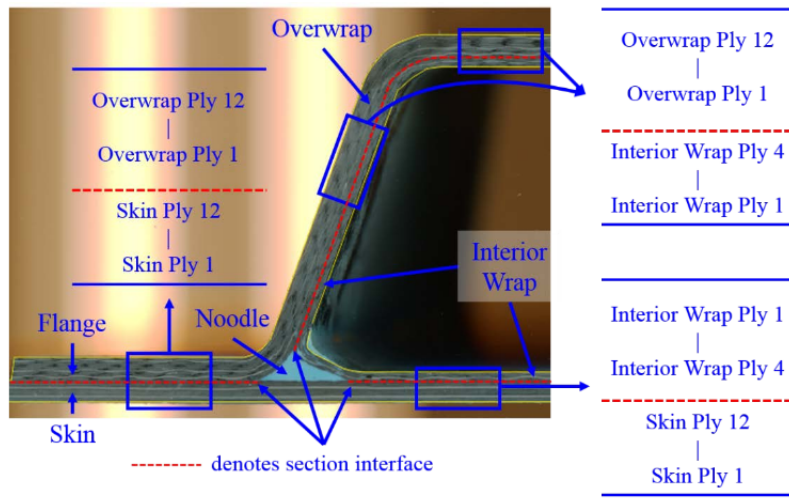 Overwrap
Overwrap Ply 12
|
Overwrap Ply 1
Skin Ply 12
|
Skin Ply 1
Overwrap Ply 12
|
Overwrap Ply 1
Interior Wrap Ply 4
|
Interior Wrap Ply 1
Interior
Wrap
Flange
Noodle
Skin
Interior Wrap Ply 1
|
Interior Wrap Ply 4
Skin Ply 12
|
Skin Ply 1
denotes section interface